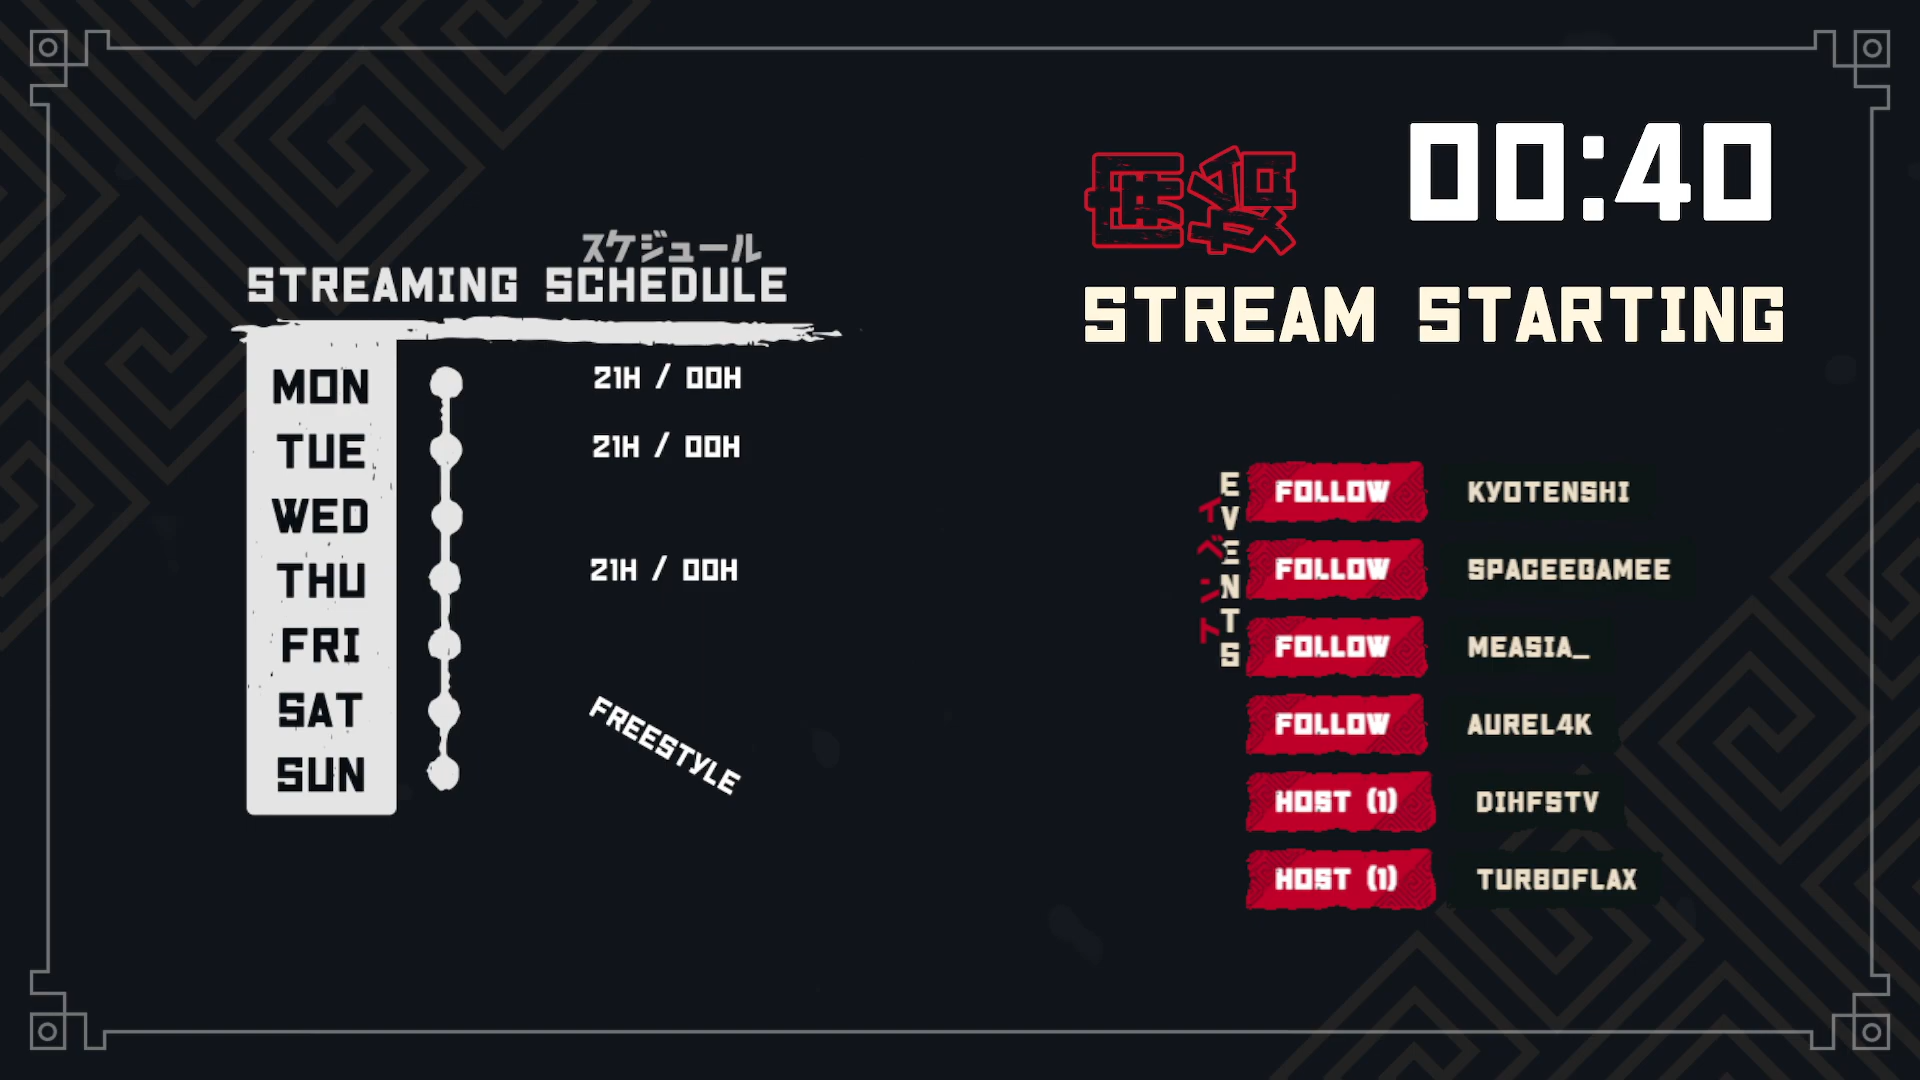 スケジュール
STREAMING SCHEDULE
MON 21H / 00H
TUE 21H / 00H
WED
THU 21H / 00H
FRI
SAT
SUN
FREESTYLE
00:40
STREAM STARTING
EVENTS
イベント
FOLLOW KYOTENSHI
FOLLOW SPACEEGAMEE
FOLLOW MEASIA_
FOLLOW AUREL4K
HOST (1) DIHFSTV
HOST (1) TURBOFLAX